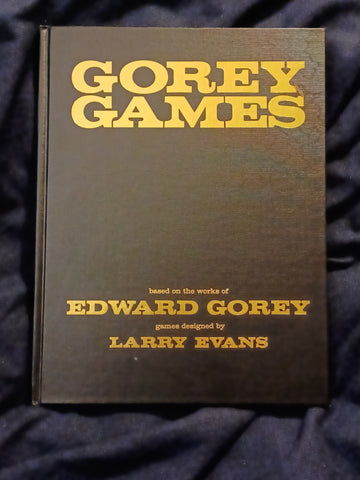 GOREY
GAMES
based on the works of
EDWARD GOREY
games designed by
LARRY EVANS